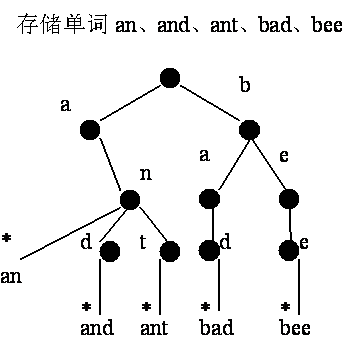 存储单词 an、and、ant、bad、bee
b
a
a
e
n
*
d
t
d
e
an
*
*
*
*
and
ant
bad
bee